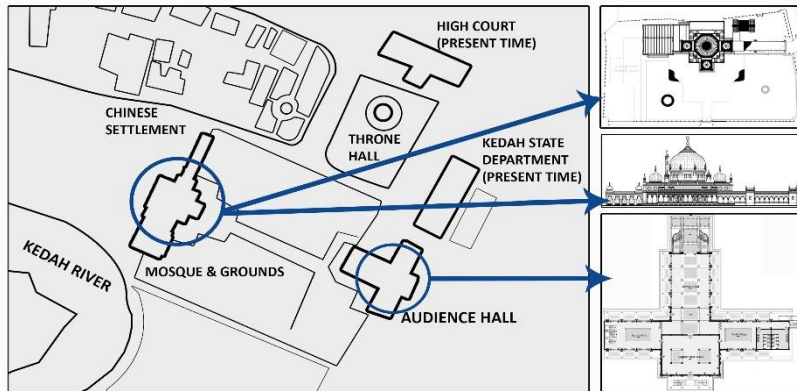 HIGH COURT
(PRESENT TIME)
CHINESE
SETTLEMENT
THRONE
HALL
KEDAH STATE
DEPARTMENT
(PRESENT TIME)
KEDAH RIVER
MOSQUE & GROUNDS
AUDIENCE HALL